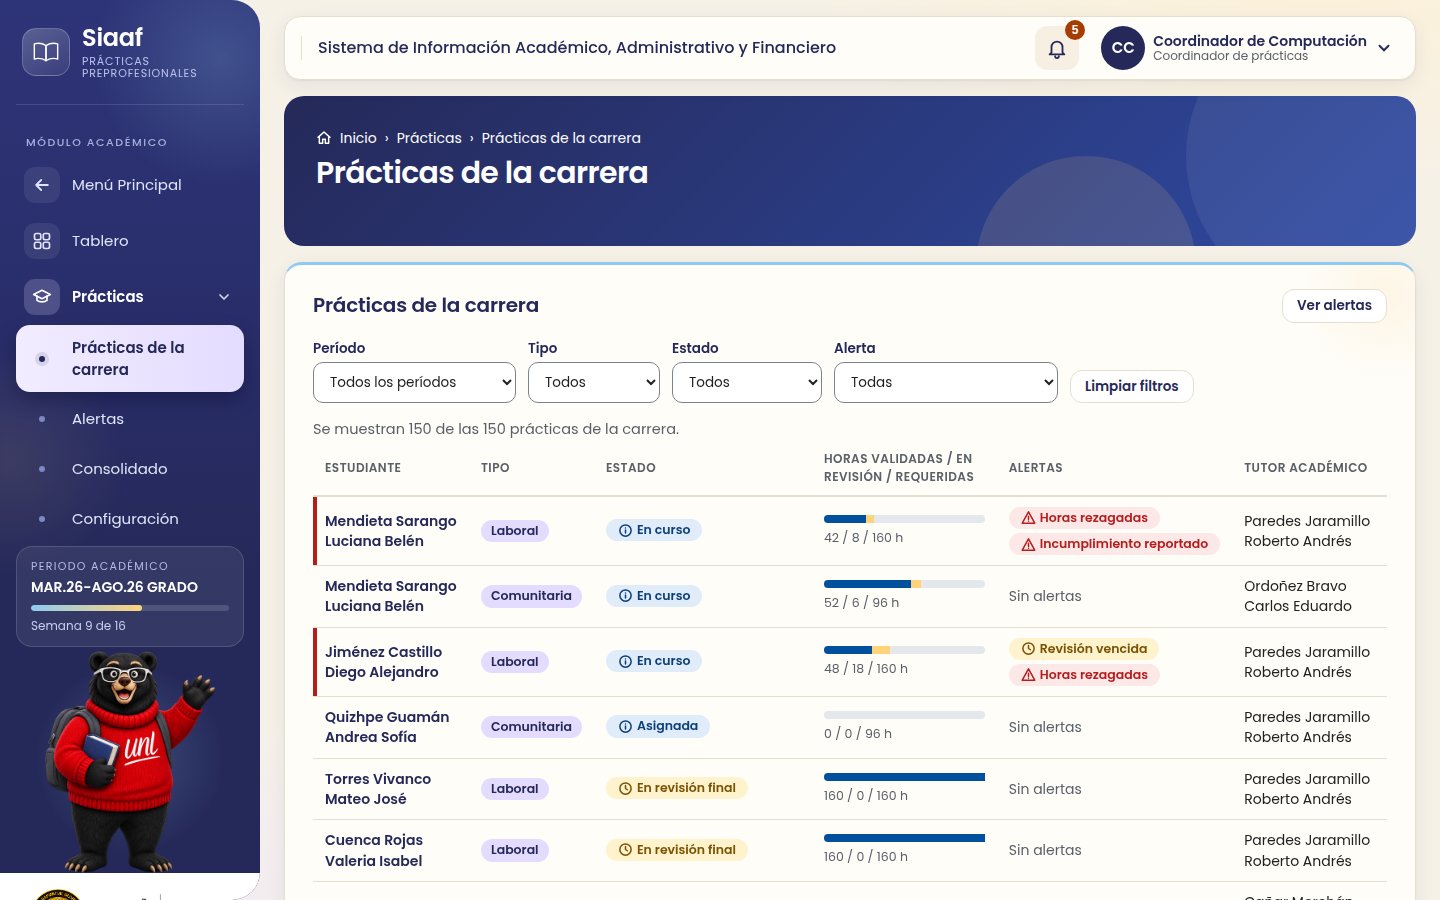 Siaaf
PRÁCTICAS
PREPROFESIONALES
MÓDULO ACADÉMICO
Menú Principal
Tablero
Prácticas
Prácticas de la
carrera
Alertas
Consolidado
Configuración
PERIODO ACADÉMICO
MAR.26-AGO.26 GRADO
Semana 9 de 16
unl
Sistema de Información Académico, Administrativo y Financiero
5
CC
Coordinador de Computación
Coordinador de prácticas
Inicio › Prácticas › Prácticas de la carrera
Prácticas de la carrera
Prácticas de la carrera
Ver alertas
Período
Tipo
Estado
Alerta
Todos los períodos
Todos
Todos
Todas
Limpiar filtros
Se muestran 150 de las 150 prácticas de la carrera.
ESTUDIANTE
TIPO
ESTADO
HORAS VALIDADAS / EN
REVISIÓN / REQUERIDAS
ALERTAS
TUTOR ACADÉMICO
Mendieta Sarango
Luciana Belén
Laboral
En curso
42 / 8 / 160 h
Horas rezagadas
Incumplimiento reportado
Paredes Jaramillo
Roberto Andrés
Mendieta Sarango
Luciana Belén
Comunitaria
En curso
52 / 6 / 96 h
Sin alertas
Ordoñez Bravo
Carlos Eduardo
Jiménez Castillo
Diego Alejandro
Laboral
En curso
48 / 18 / 160 h
Revisión vencida
Horas rezagadas
Paredes Jaramillo
Roberto Andrés
Quizhpe Guamán
Andrea Sofía
Comunitaria
Asignada
0 / 0 / 96 h
Sin alertas
Paredes Jaramillo
Roberto Andrés
Torres Vivanco
Mateo José
Laboral
En revisión final
160 / 0 / 160 h
Sin alertas
Paredes Jaramillo
Roberto Andrés
Cuenca Rojas
Valeria Isabel
Laboral
En revisión final
160 / 0 / 160 h
Sin alertas
Paredes Jaramillo
Roberto Andrés